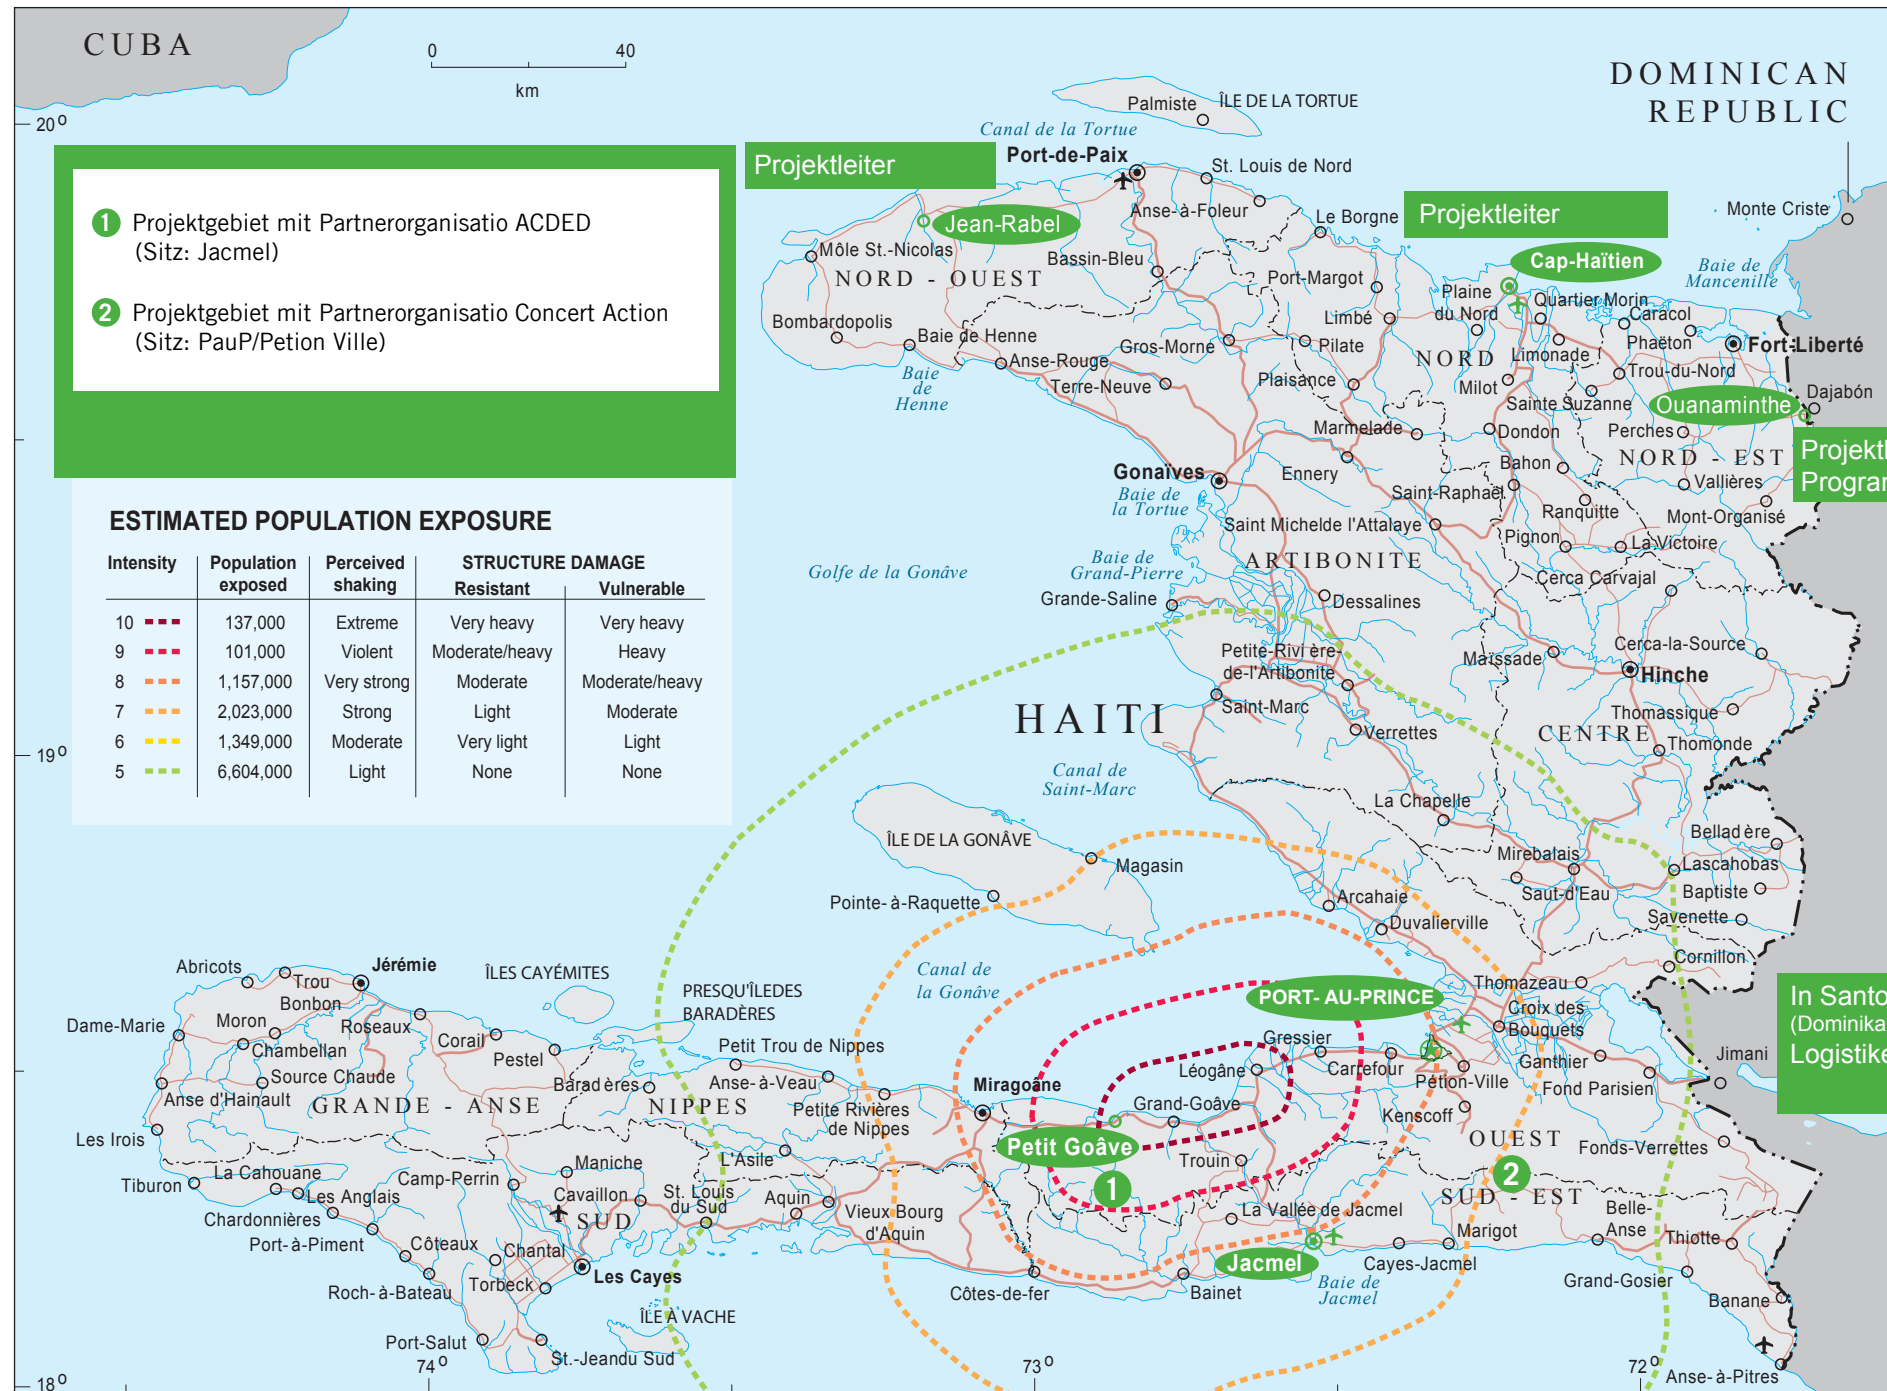 CUBA
0 40
km
DOMINICAN
REPUBLIC
20°
Palmiste
ÎLE DE LA TORTUE
Canal de la Tortue
Projektleiter
Port-de-Paix
St. Louis de Nord
Anse-à-Foleur
Le Borgne
Projektleiter
Monte Criste
1 Projektgebiet mit Partnerorganisatio ACDED
(Sitz: Jacmel)
2 Projektgebiet mit Partnerorganisatio Concert Action
(Sitz: PauP/Petion Ville)
Jean-Rabel
Môle St.-Nicolas
NORD - OUEST
Bassin-Bleu
Port-Margot
Cap-Haïtien
Baie de
Mancenille
Plaine
du Nord
Quartier Morin
Caracol
Bombardopolis
Baie de Henne
Limbé
Phaëton
Fort-Liberté
Anse-Rouge
Gros-Morne
Pilate
NORD
Limonade
Baie
de
Henne
Terre-Neuve
Plaisance
Milot
Trou-du-Nord
Sainte Suzanne
Ouanaminthe
Dajabón
Marmelade
Dondon
Perches
NORD - EST
Projektl
Program
Gonaïves
Ennery
Bahon
Vallières
Baie de
la Tortue
Saint-Raphael
Ranquitte
Mont-Organisé
Saint Michelde l'Attalaye
Pignon
La Victoire
ESTIMATED POPULATION EXPOSURE
Intensity Population exposed Perceived shaking STRUCTURE DAMAGE
Resistant Vulnerable
10 137,000 Extreme Very heavy Very heavy
9 101,000 Violent Moderate/heavy Heavy
8 1,157,000 Very strong Moderate Moderate/heavy
7 2,023,000 Strong Light Moderate
6 1,349,000 Moderate Very light Light
5 6,604,000 Light None None
Golfe de la Gonâve
Baie de
Grand-Pierre
ARTIBONITE
Cerca Carvajal
Grande-Saline
Dessalines
Petite-Rivi ère-
de-l'Artibonite
Maïssade
Cerca-la-Source
Hinche
HAITI
Saint-Marc
Verrettes
CENTRE
Thomassique
Thomonde
19°
Canal de
Saint-Marc
La Chapelle
Bellad ère
ÎLE DE LA GONÂVE
Magasin
Mirebalais
Lascahobas
Pointe- à-Raquette
Arcahaie
Saut-d'Eau
Baptiste
Duvalierville
Savenette
Cornillon
Abricots
Trou
Bonbon
Jérémie
ÎLES CAYÉMITES
Canal de
la Gonâve
PORT- AU-PRINCE
Thomazeau
In Santo
(Dominika
Logistike
PRESQU'ÎLEDES
BARADÈRES
Croix des
Bouquets
Dame-Marie
Moron
Roseaux
Corail
Pestel
Petit Trou de Nippes
Gressier
Chambellan
Ganthier
Jimani
Source Chaude
Barad ères
Anse- à-Veau
Miragoâne
Léogâne
Carrefour
Pétion-Ville
Fond Parisien
Anse d'Hainault
GRANDE - ANSE
NIPPES
Petite Rivières
de Nippes
Grand-Goâve
Kenscoff
Les Irois
Petit Goâve
OUEST
Fonds-Verrettes
L'Asile
Trouin
Tiburon
La Cahouane
Maniche
Camp-Perrin
1
2
Les Anglais
Cavaillon
St. Louis
du Sud
Aquin
SUD - EST
Chardonnières
SUD
Vieux Bourg
d'Aquin
La Vallée de Jacmel
Belle-
Anse
Port- à-Piment
Côteaux
Chantal
Jacmel
Marigot
Thiotte
Roch- à-Bateau
Torbeck
Les Cayes
Côtes-de-fer
Bainet
Baie de
Jacmel
Cayes-Jacmel
Grand-Gosier
Banane
ÎLE À VACHE
Port-Salut
St.-Jeandu Sud
18°
74°
73°
72°
Anse- à-Pitres